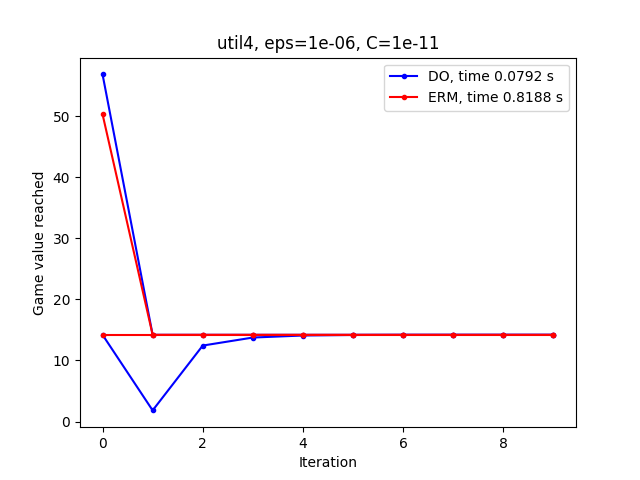 util4, eps=1e-06, C=1e-11
DO, time 0.0792 s
ERM, time 0.8188 s
Game value reached
50
40
30
20
10
0
0 2 4 6 8
Iteration